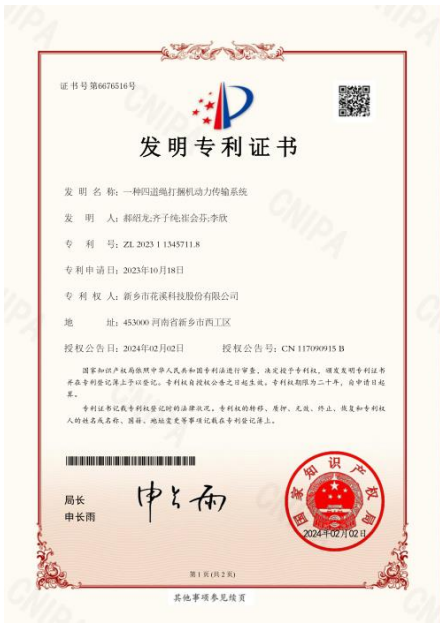 证书号第6676516号
发明专利证书
发 明 名 称：一种四道绳打捆机动力传输系统
发 明 人：郝绍龙;齐子纯;崔会芬;李欣
专 利 号：ZL 2023 1 1345711.8
专利申请日：2023年10月18日
专 利 权 人：新乡市花溪科技股份有限公司
地 址：453000 河南省新乡市西工区
授权公告日：2024年02月02日 授权公告号：CN 117090915 B
国家知识产权局依照中华人民共和国专利法进行审查，决定授予专利权，颁发发明专利证书
并在专利登记簿上予以登记。专利权自授权公告之日起生效。专利权期限为二十年，自申请日起
算。
专利证书记载专利权登记时的法律状况。专利权的转移、质押、无效、终止、恢复和专利权
人的姓名或名称、国籍、地址变更等事项记载在专利登记簿上。
局长
申长雨
申长雨
国家知识产权局
2024年02月02日
第 1 页 (共 2 页)
其他事项参见续页
CNIPA
CNIPA
CNIPA
CNIPA